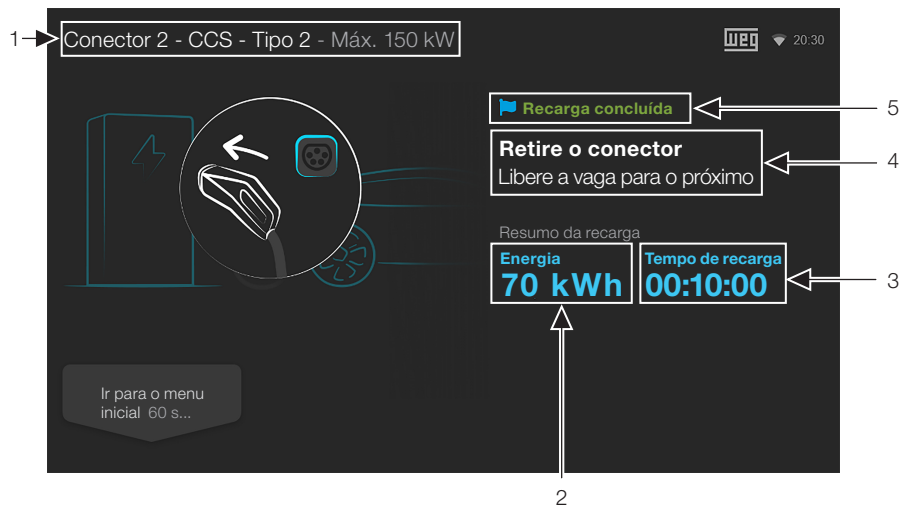 1
Conector 2 - CCS - Tipo 2 - Máx. 150 kW
weg
20:30
Recarga concluída
5
Retire o conector
Libere a vaga para o próximo
4
Resumo da recarga
Energia
70 kWh
Tempo de recarga
00:10:00
3
Ir para o menu
inicial 60 s...
2